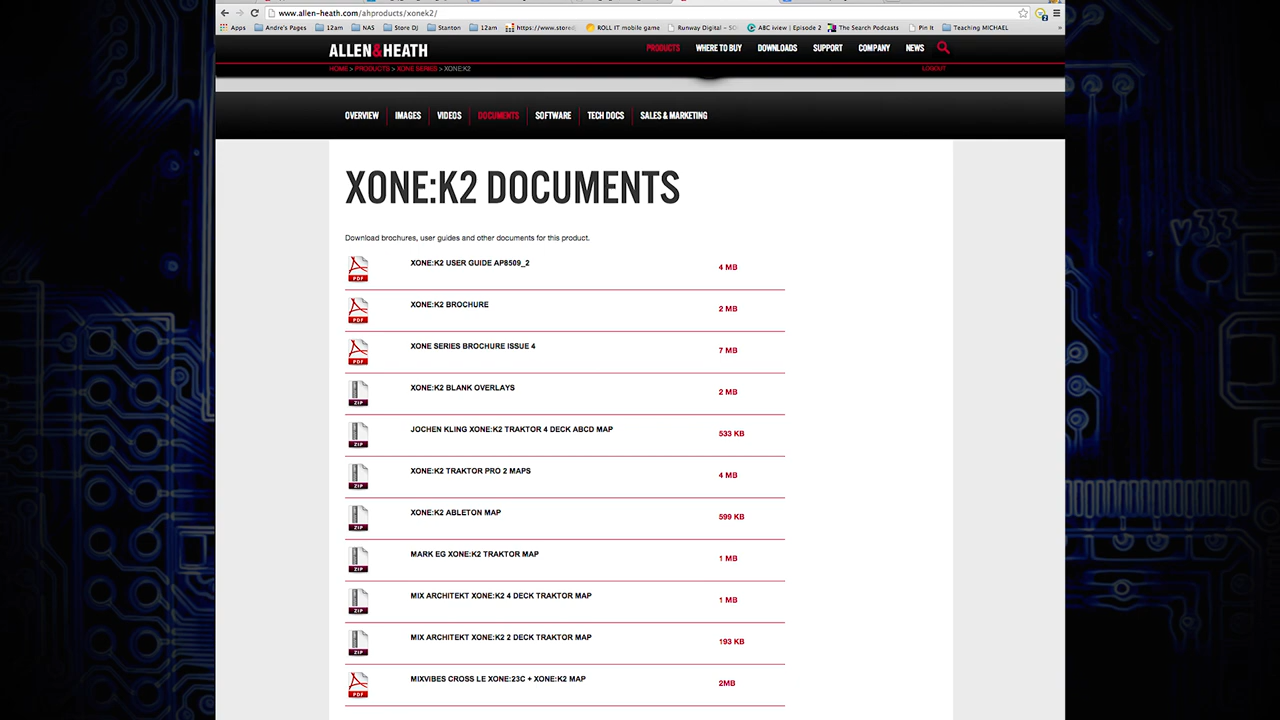 www.allen-heath.com/ahproducts/xonek2/
Apps Andre's Pages 12am NAS Store DJ Stanton 12am https://www.store ROLL IT mobile game Runway Digital – ABC iview | Episode 2 The Search Podcasts Pin It Teaching MICHAEL »
ALLEN&HEATH
PRODUCTS WHERE TO BUY DOWNLOADS SUPPORT COMPANY NEWS
HOME > PRODUCTS > XONE SERIES > XONE:K2
LOGOUT
OVERVIEW IMAGES VIDEOS DOCUMENTS SOFTWARE TECH DOCS SALES & MARKETING
XONE:K2 DOCUMENTS
Download brochures, user guides and other documents for this product.
PDF XONE:K2 USER GUIDE AP8509_2 4 MB
PDF XONE:K2 BROCHURE 2 MB
PDF XONE SERIES BROCHURE ISSUE 4 7 MB
ZIP XONE:K2 BLANK OVERLAYS 2 MB
ZIP JOCHEN KLING XONE:K2 TRAKTOR 4 DECK ABCD MAP 533 KB
ZIP XONE:K2 TRAKTOR PRO 2 MAPS 4 MB
ZIP XONE:K2 ABLETON MAP 599 KB
ZIP MARK EG XONE:K2 TRAKTOR MAP 1 MB
ZIP MIX ARCHITEKT XONE:K2 4 DECK TRAKTOR MAP 1 MB
ZIP MIX ARCHITEKT XONE:K2 2 DECK TRAKTOR MAP 193 KB
PDF MIXVIBES CROSS LE XONE:23C + XONE:K2 MAP 2MB
v33